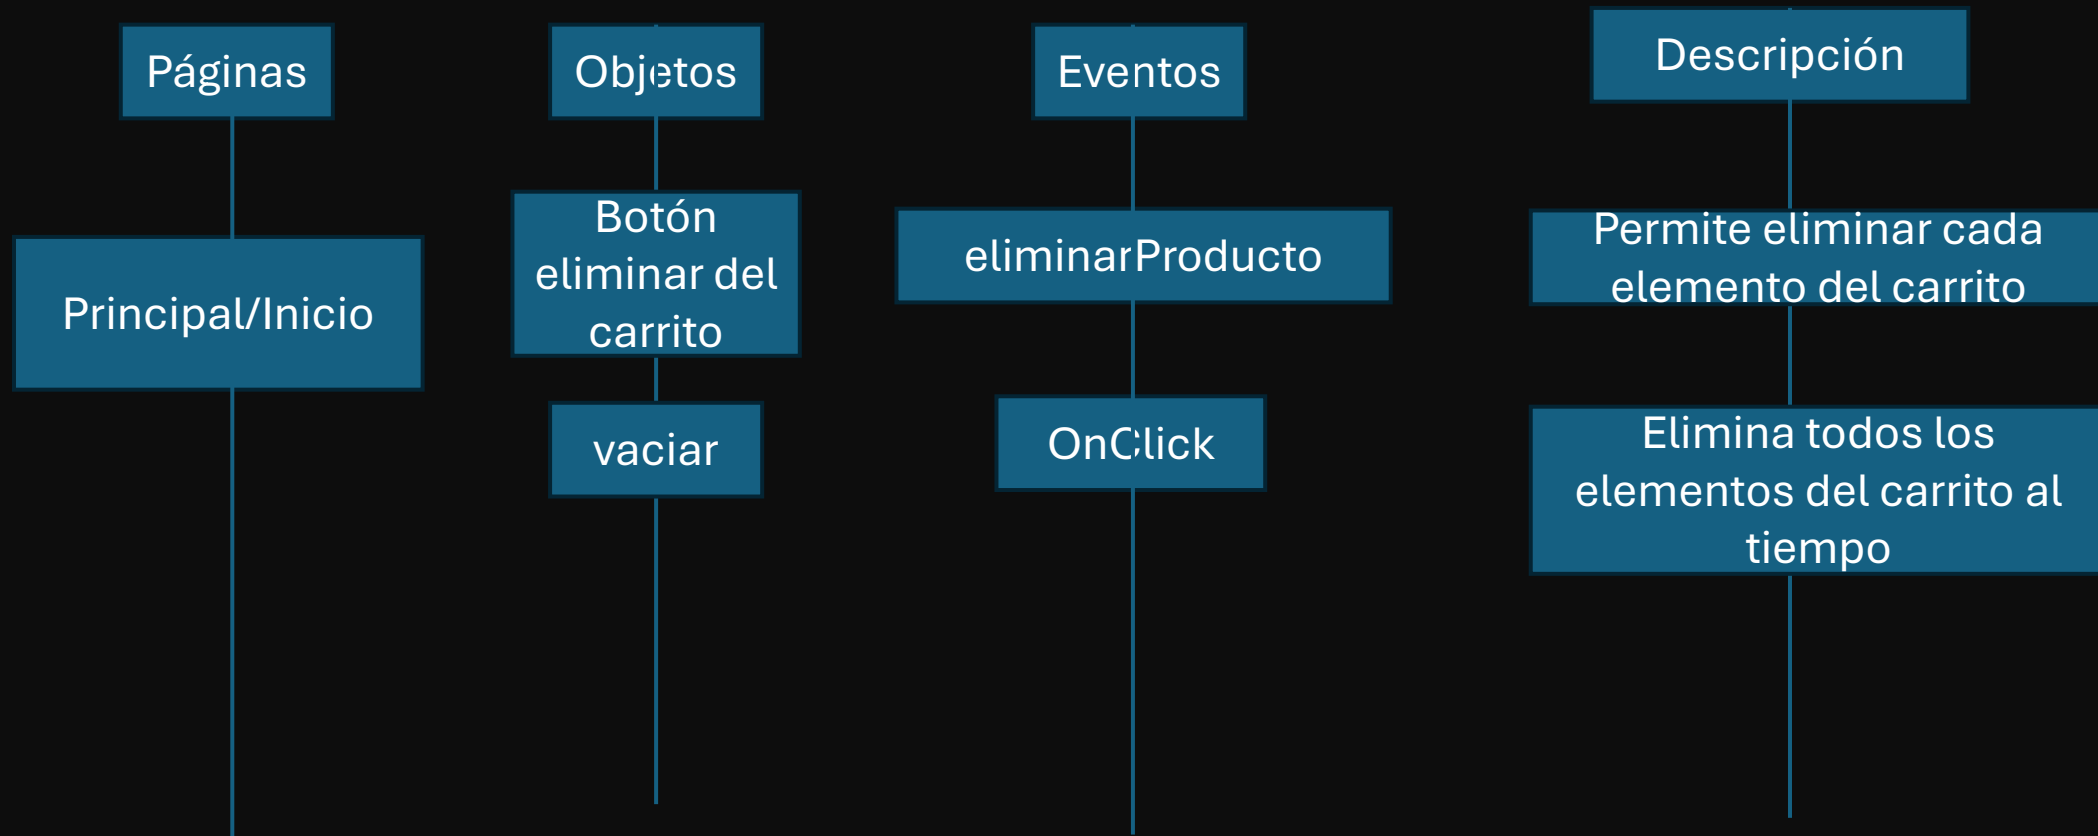 Páginas
Objetos
Eventos
Descripción
Principal/Inicio
Botón
eliminar del
carrito
eliminarProducto
Permite eliminar cada
elemento del carrito
vaciar
OnClick
Elimina todos los
elementos del carrito al
tiempo